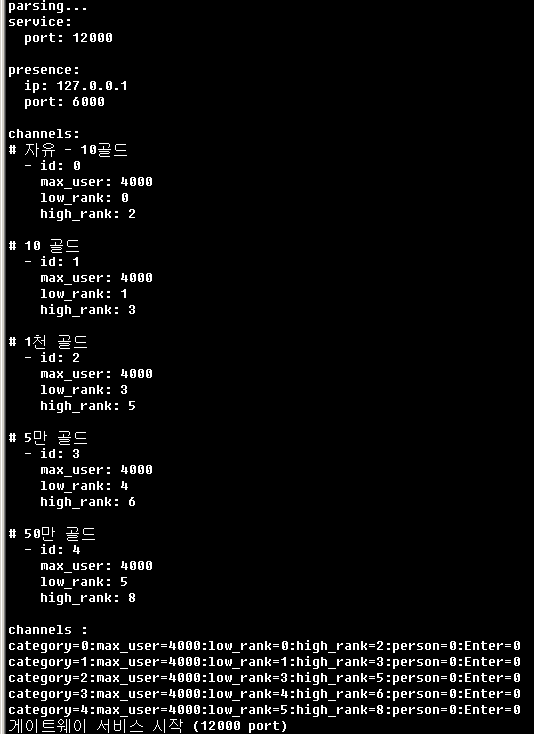 parsing...
service:
  port: 12000

presence:
  ip: 127.0.0.1
  port: 6000

channels:
# 자유 - 10골드
  - id: 0
    max_user: 4000
    low_rank: 0
    high_rank: 2

# 10 골드
  - id: 1
    max_user: 4000
    low_rank: 1
    high_rank: 3

# 1천 골드
  - id: 2
    max_user: 4000
    low_rank: 3
    high_rank: 5

# 5만 골드
  - id: 3
    max_user: 4000
    low_rank: 4
    high_rank: 6

# 50만 골드
  - id: 4
    max_user: 4000
    low_rank: 5
    high_rank: 8

channels :
category=0:max_user=4000:low_rank=0:high_rank=2:person=0:Enter=0
category=1:max_user=4000:low_rank=1:high_rank=3:person=0:Enter=0
category=2:max_user=4000:low_rank=3:high_rank=5:person=0:Enter=0
category=3:max_user=4000:low_rank=4:high_rank=6:person=0:Enter=0
category=4:max_user=4000:low_rank=5:high_rank=8:person=0:Enter=0
게이트웨이 서비스 시작 (12000 port)